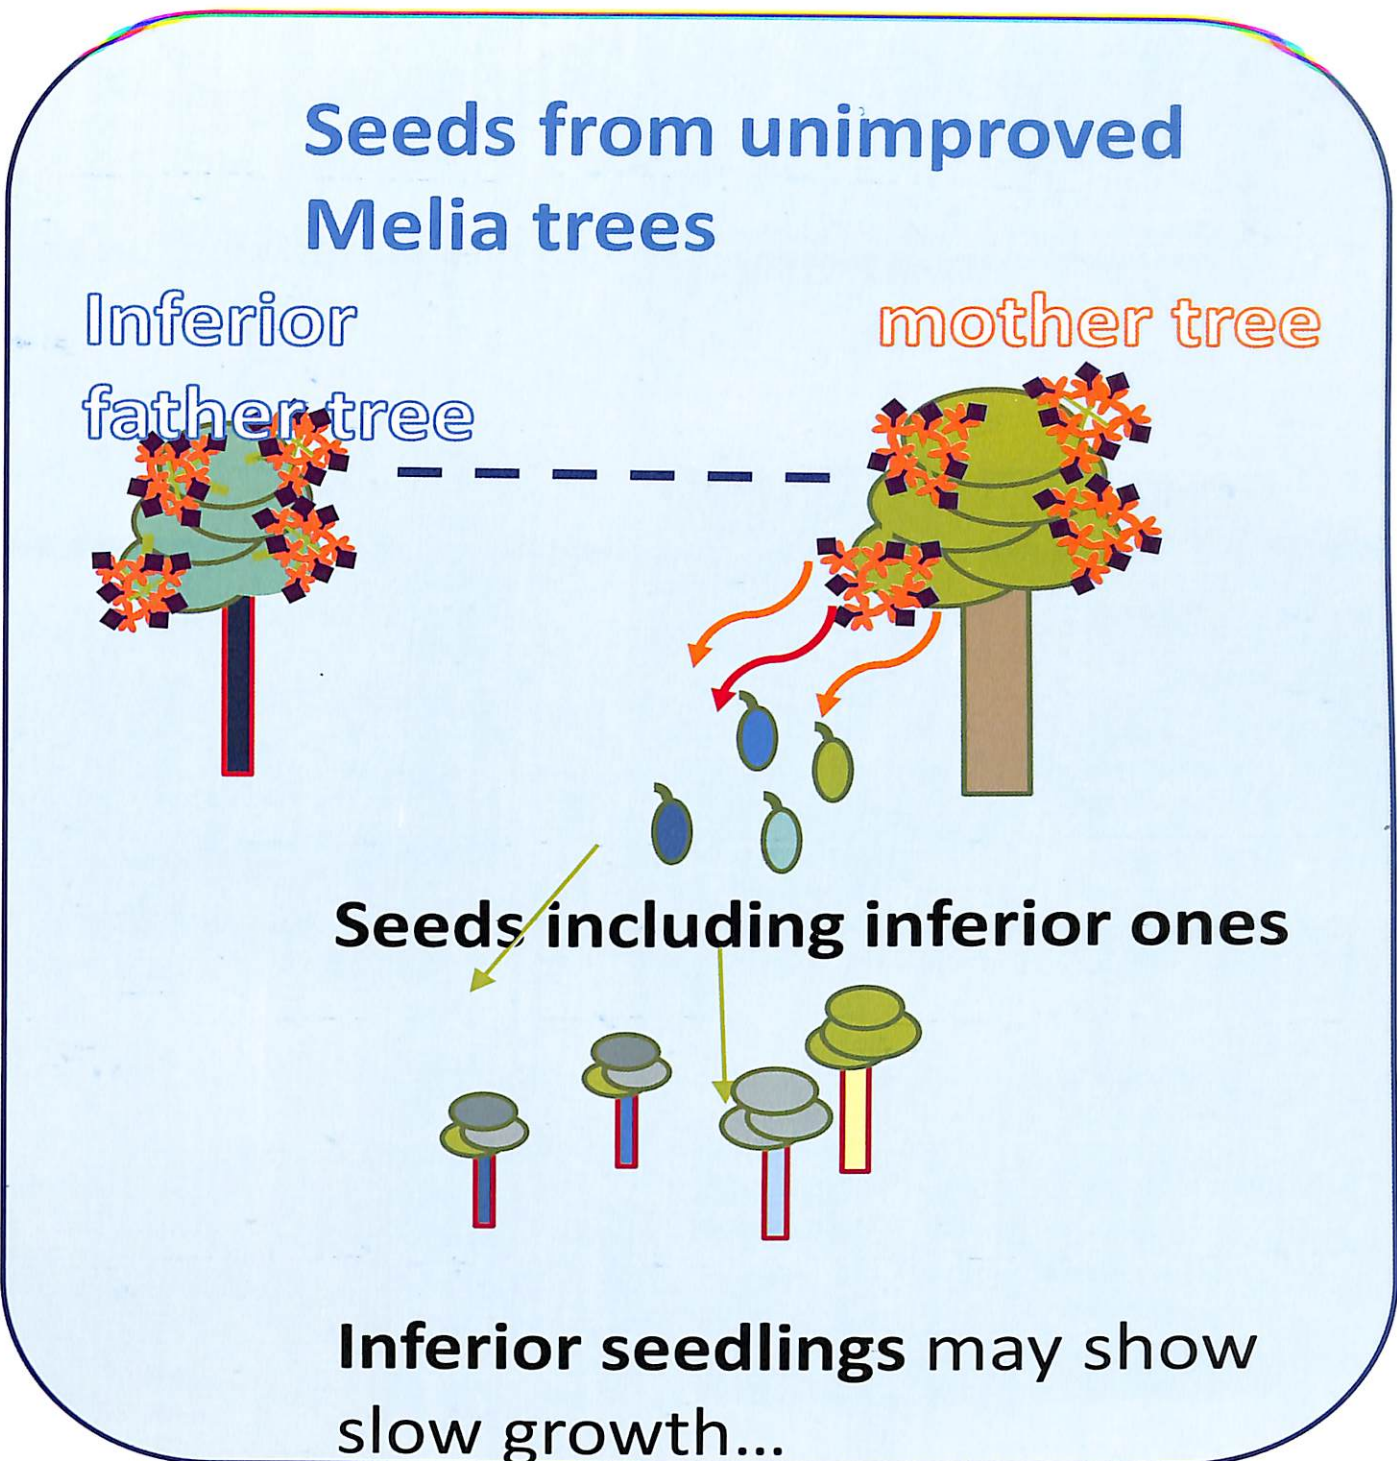 Seeds from unimproved
Melia trees
Inferior
father tree
mother tree
Seeds including inferior ones
Inferior seedlings may show
slow growth...